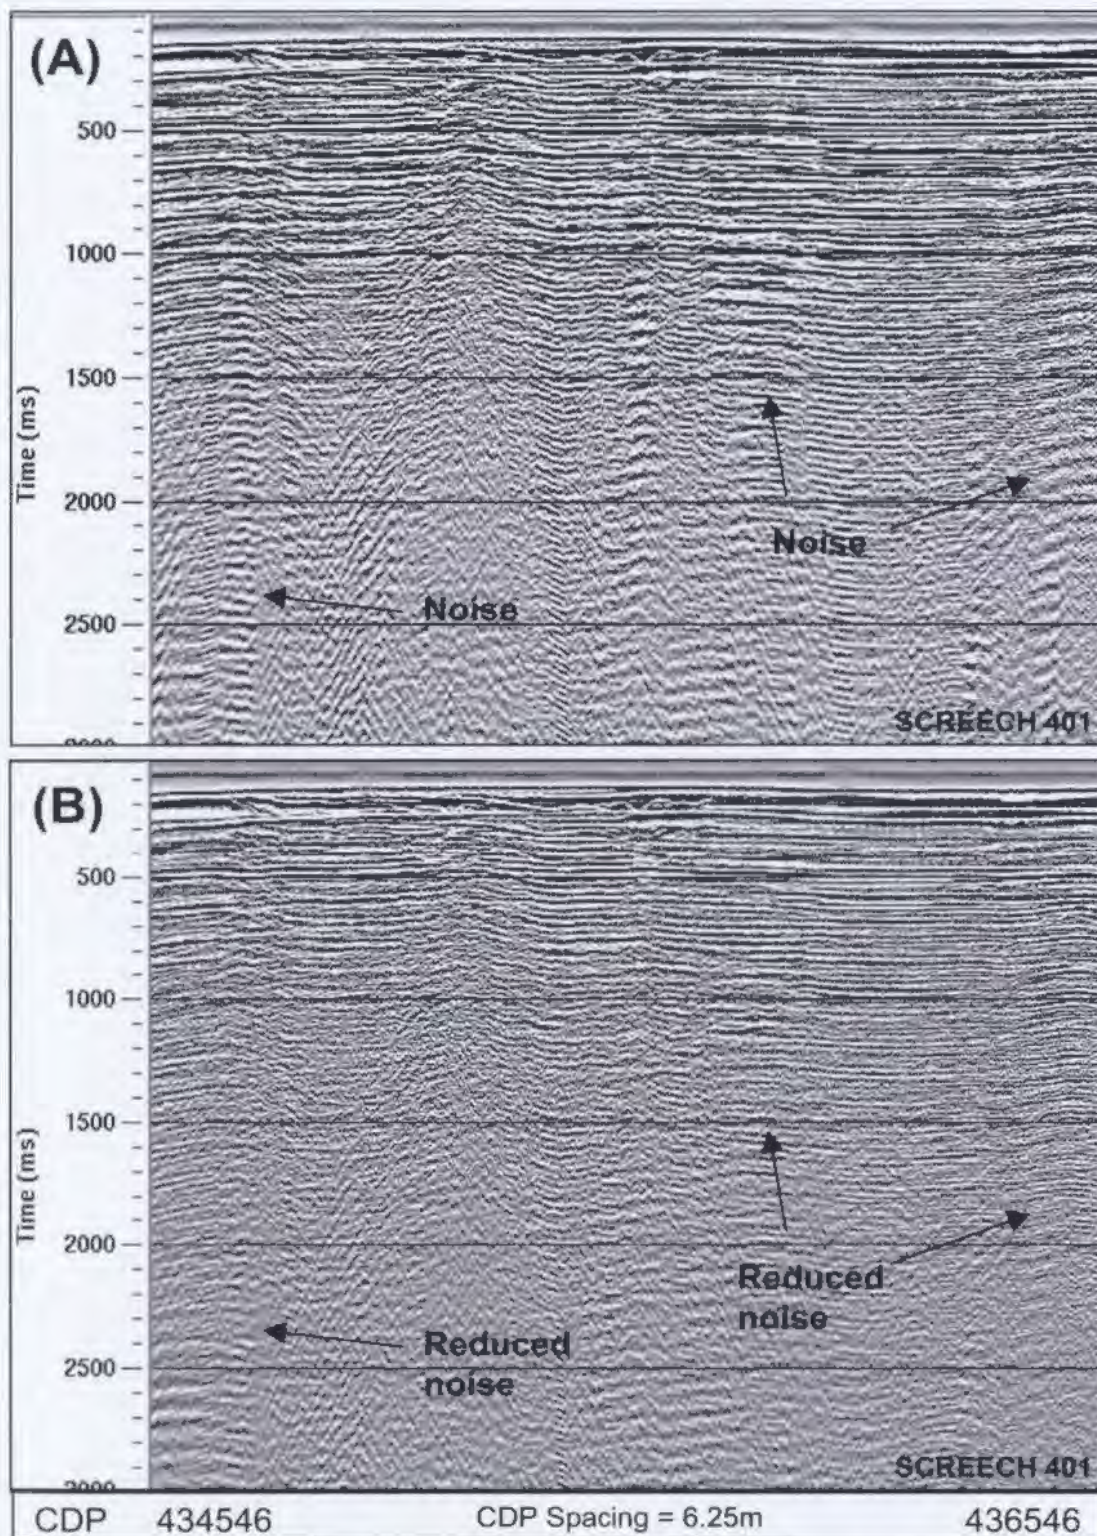 (A)
500
1000
1500
2000
2500
Time (ms)
Noise
Noise
SCREECH 401
(B)
500
1000
1500
2000
2500
Time (ms)
Reduced
noise
Reduced
noise
SCREECH 401
CDP 434546 CDP Spacing = 6.25m 436546